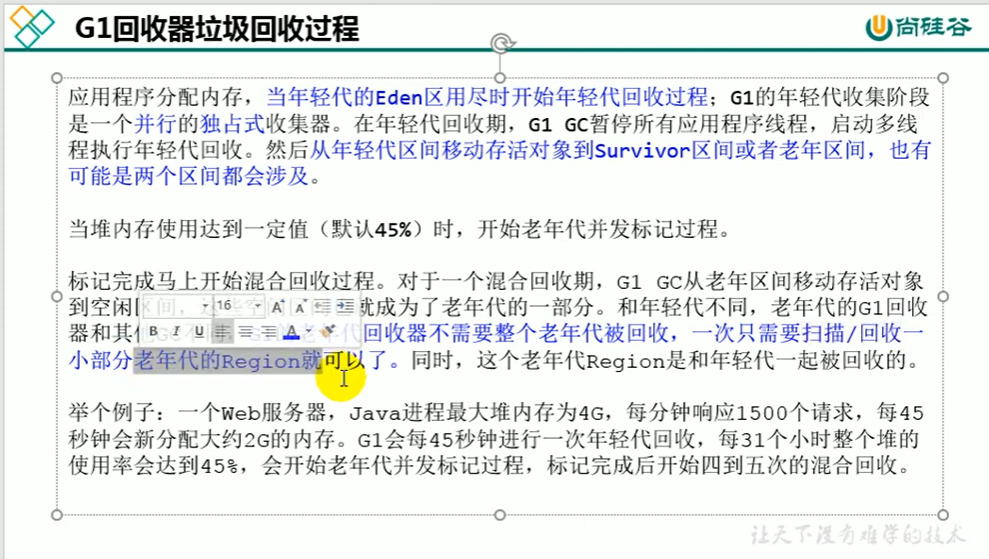 G1回收器垃圾回收过程
尚硅谷
应用程序分配内存，当年轻代的Eden区用尽时开始年轻代回收过程；G1的年轻代收集阶段
是一个并行的独占式收集器。在年轻代回收期，G1 GC暂停所有应用程序线程，启动多线
程执行年轻代回收。然后从年轻代区间移动存活对象到Survivor区间或者老年区间，也有
可能是两个区间都会涉及。
当堆内存使用达到一定值（默认45%）时，开始老年代并发标记过程。
标记完成马上开始混合回收过程。对于一个混合回收期，G1 GC从老年区间移动存活对象
到空闲区间，这些空闲区间也就成为了老年代的一部分。和年轻代不同，老年代的G1回收
16 A A
器和其他GC不同，G1的老年代回收器不需要整个老年代被回收，一次只需要扫描/回收一
B I U A
小部分老年代的Region就可以了。同时，这个老年代Region是和年轻代一起被回收的。
举个例子：一个Web服务器，Java进程最大堆内存为4G，每分钟响应1500个请求，每45
秒钟会新分配大约2G的内存。G1会每45秒钟进行一次年轻代回收，每31个小时整个堆的
使用率会达到45%，会开始老年代并发标记过程，标记完成后开始四到五次的混合回收。
让天下没有难学的技术